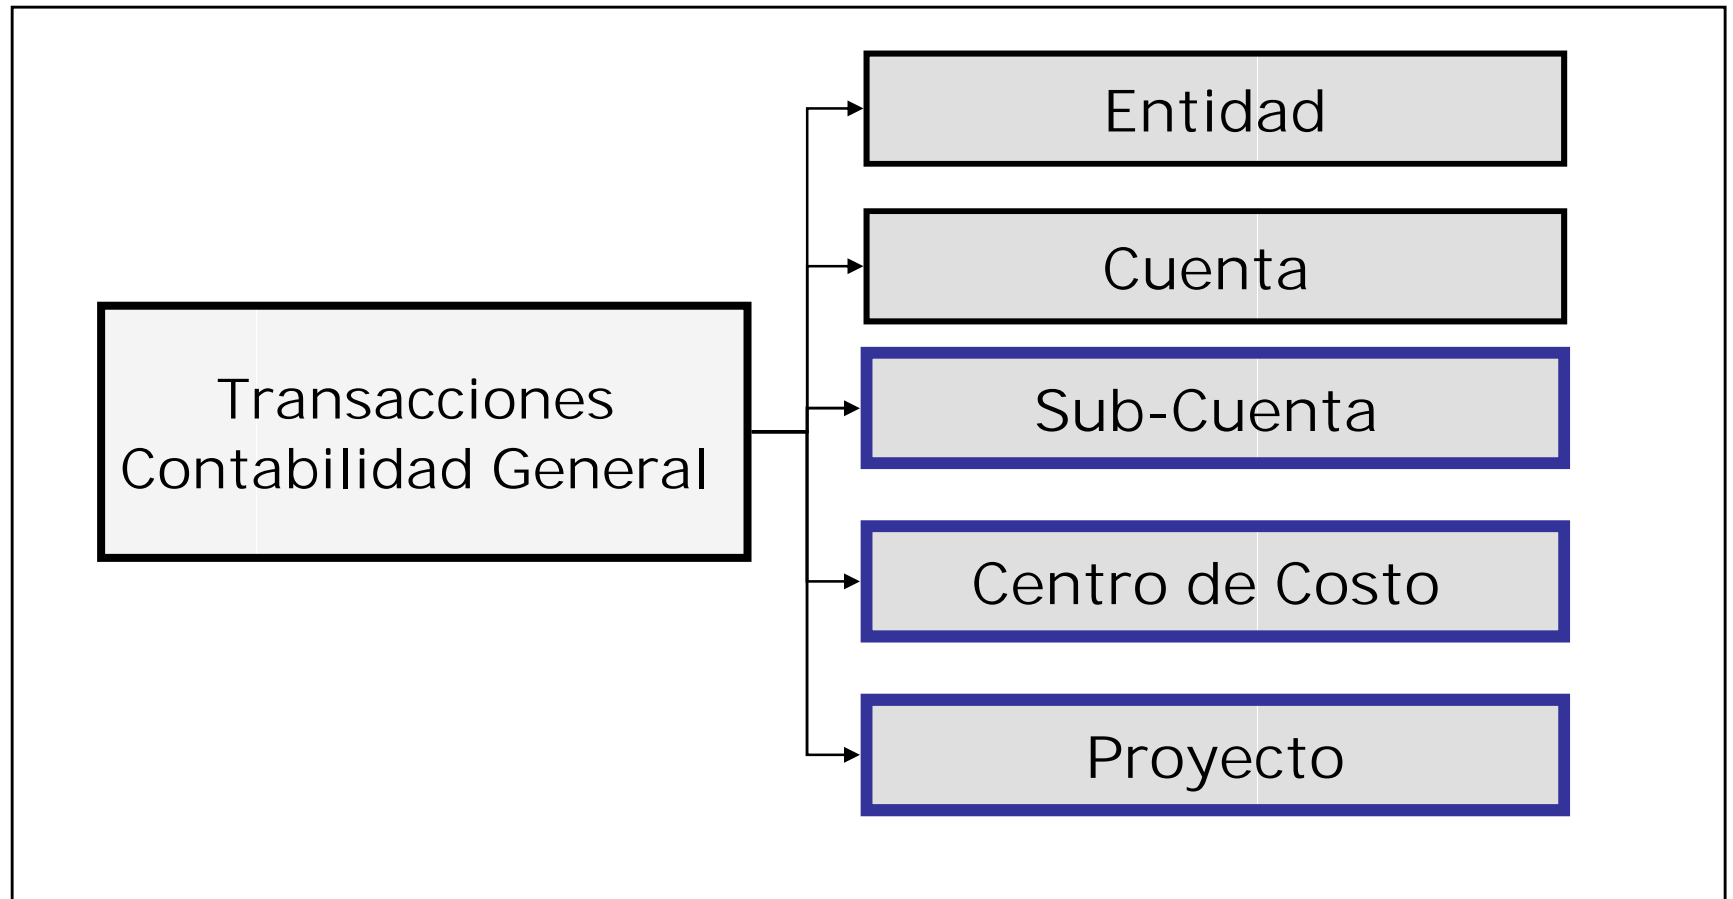 Entidad
Cuenta
Transacciones
Contabilidad General
Sub-Cuenta
Centro de Costo
Proyecto